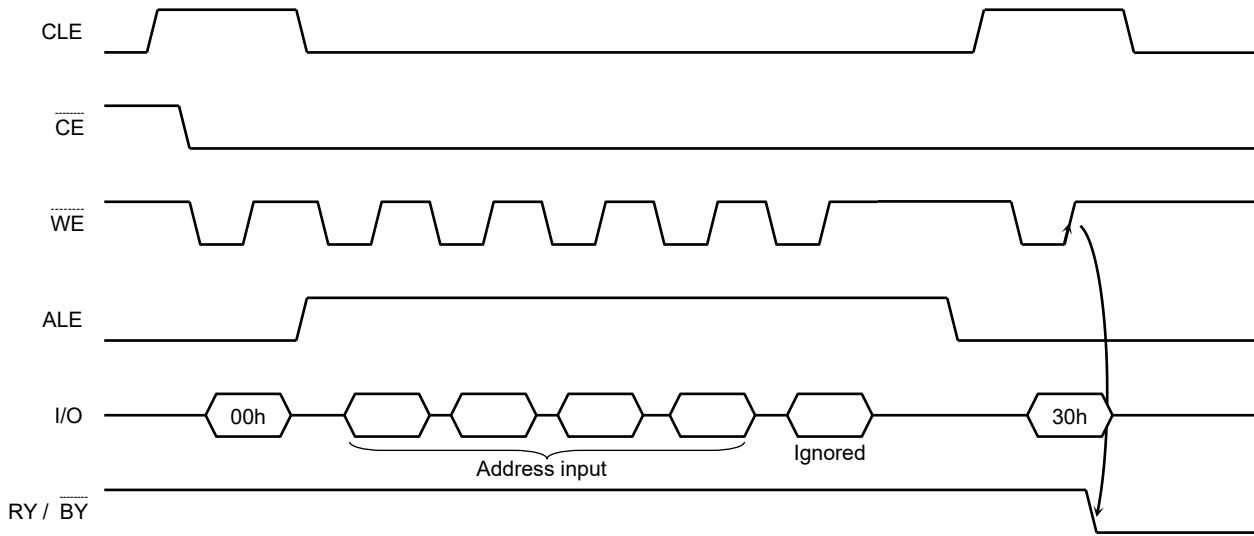 CLE
CE
WE
ALE
I/O 00h 30h
Address input Ignored
RY / BY